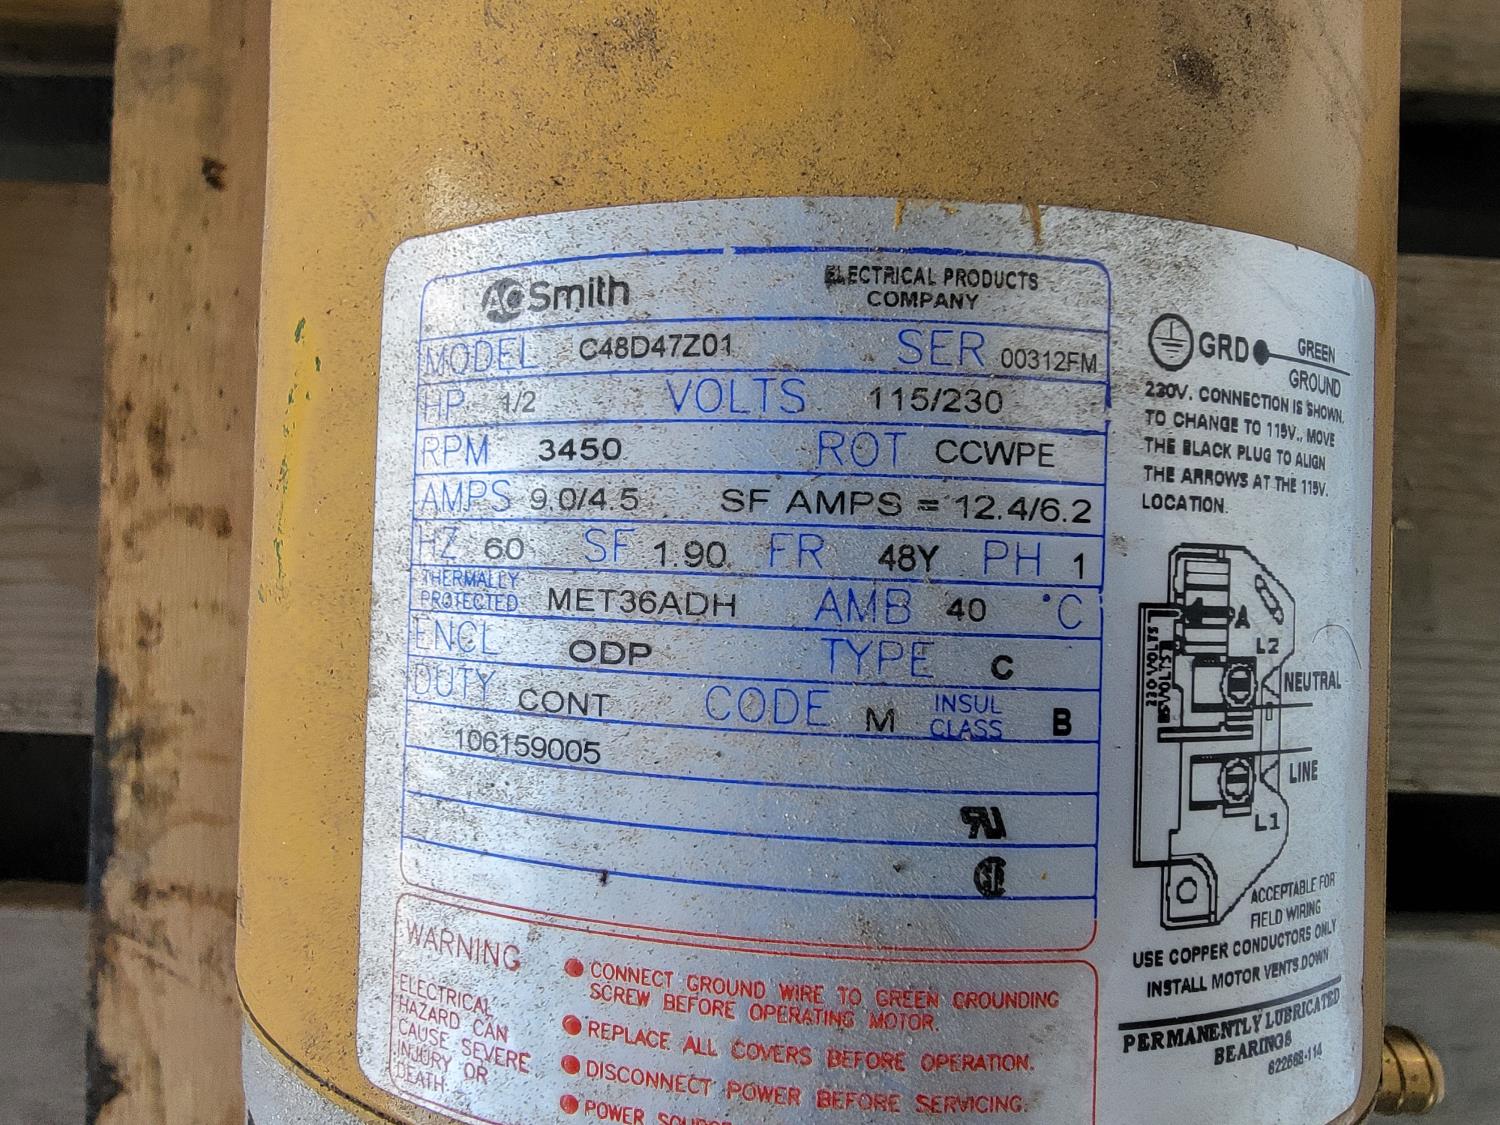 AO Smith
ELECTRICAL PRODUCTS
COMPANY
MODEL C48D47Z01 SER 00312FM
HP 1/2 VOLTS 115/230
RPM 3450 ROT CCWPE
AMPS 9.0/4.5 SF AMPS = 12.4/6.2
HZ 60 SF 1.90 FR 48Y PH 1
THERMALLY
PROTECTED MET36ADH AMB 40 °C
ENCL ODP TYPE C
DUTY CONT CODE M INSUL
CLASS B
106159005
WARNING
ELECTRICAL
HAZARD CAN
CAUSE SEVERE
INJURY OR
DEATH.
CONNECT GROUND WIRE TO GREEN GROUNDING
SCREW BEFORE OPERATING MOTOR.
REPLACE ALL COVERS BEFORE OPERATION.
DISCONNECT POWER BEFORE SERVICING.
POWER
GRD GREEN
GROUND
230V. CONNECTION IS SHOWN.
TO CHANGE TO 115V., MOVE
THE BLACK PLUG TO ALIGN
THE ARROWS AT THE 115V.
LOCATION.
A
230 VOLTS
VOLTS
L2
NEUTRAL
LINE
L1
ACCEPTABLE FOR
FIELD WIRING
USE COPPER CONDUCTORS ONLY
INSTALL MOTOR VENTS DOWN
PERMANENTLY LUBRICATED
BEARINGS